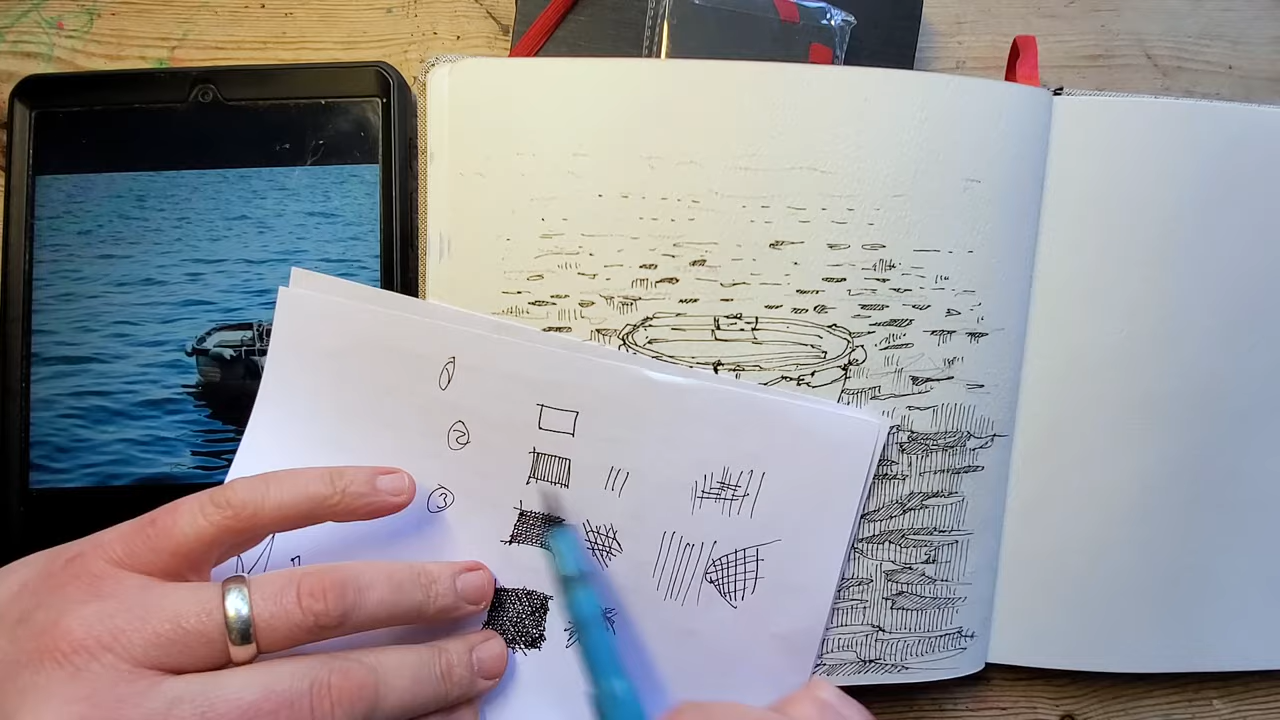 ①
②
③